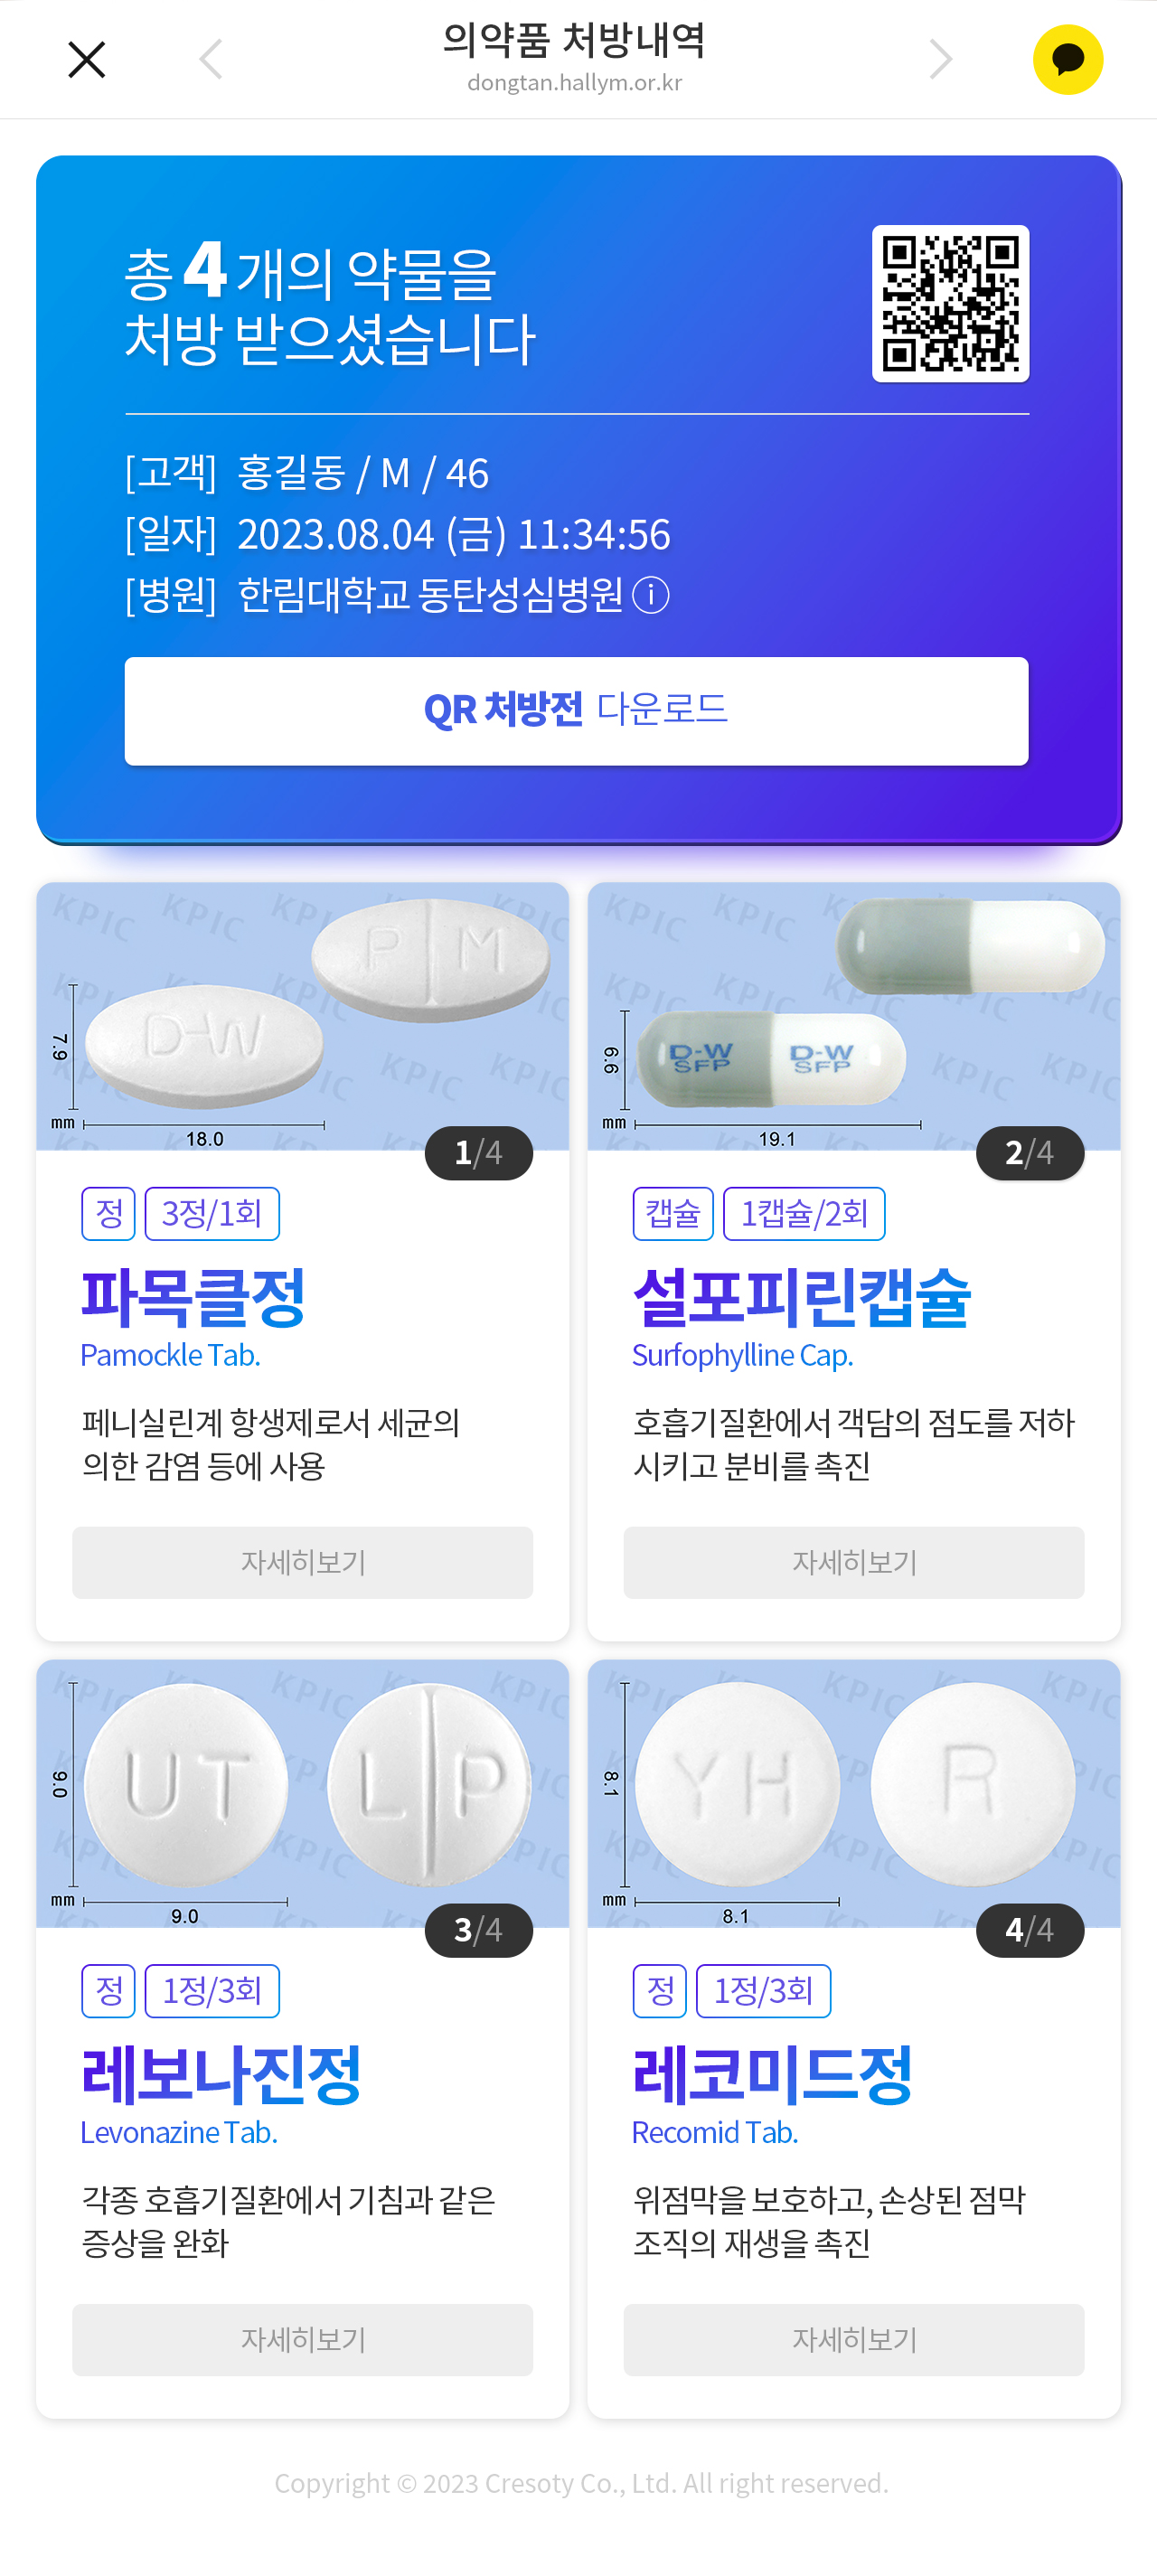 의약품 처방내역
dongtan.hallym.or.kr
총 4 개의 약물을
처방 받으셨습니다
[고객] 홍길동 / M / 46
[일자] 2023.08.04 (금) 11:34:56
[병원] 한림대학교 동탄성심병원 ⓘ
QR 처방전 다운로드
KPIC KPIC KPIC
P M
D-W
7.9
mm
18.0
1/4
정 3정/1회
파목클정
Pamockle Tab.
페니실린계 항생제로서 세균의
의한 감염 등에 사용
자세히보기
KPIC KPIC
D-W SFP
D-W SFP
6.6
mm
19.1
2/4
캡슐 1캡슐/2회
설포피린캡슐
Surfophylline Cap.
호흡기질환에서 객담의 점도를 저하
시키고 분비를 촉진
자세히보기
KPIC KPIC
UT
L P
9.0
mm
9.0
3/4
정 1정/3회
레보나진정
Levonazine Tab.
각종 호흡기질환에서 기침과 같은
증상을 완화
자세히보기
KPIC KPIC
YH
R
8.1
mm
8.1
4/4
정 1정/3회
레코미드정
Recomid Tab.
위점막을 보호하고, 손상된 점막
조직의 재생을 촉진
자세히보기
Copyright © 2023 Cresoty Co., Ltd. All right reserved.